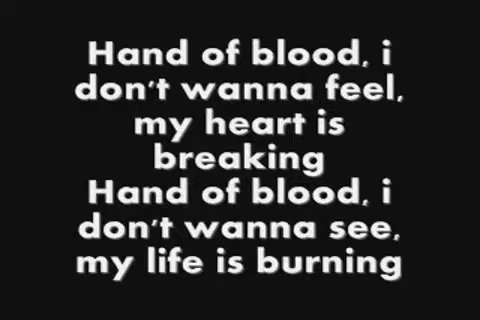 Hand of blood, i
don't wanna feel,
my heart is
breaking
Hand of blood, i
don't wanna see,
my life is burning